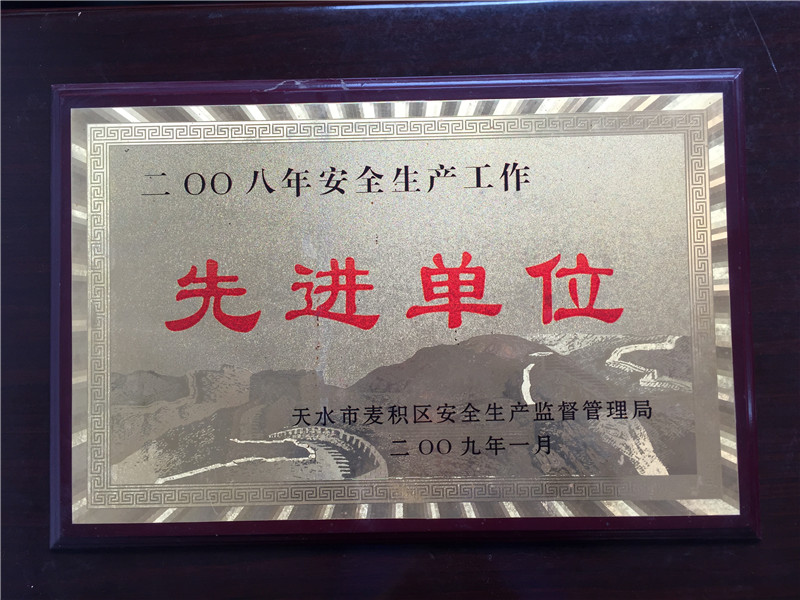 二OO八年安全生产工作
先进单位
天水市麦积区安全生产监督管理局
二OO九年一月